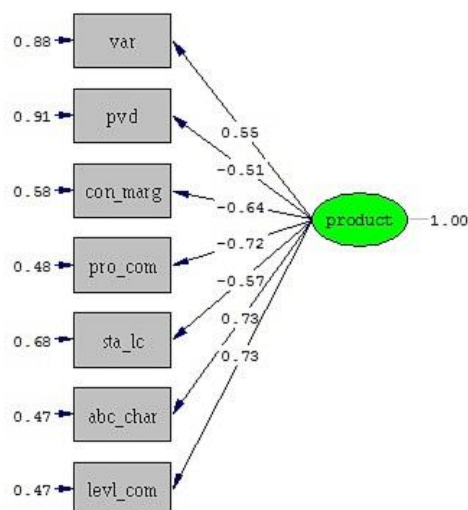 0.88 var
0.91 pvd
0.58 con_marg
0.48 pro_com
0.68 sta_lc
0.47 abc_char
0.47 levl_com
0.55
-0.51
-0.64
-0.72
-0.57
0.73
0.73
product 1.00